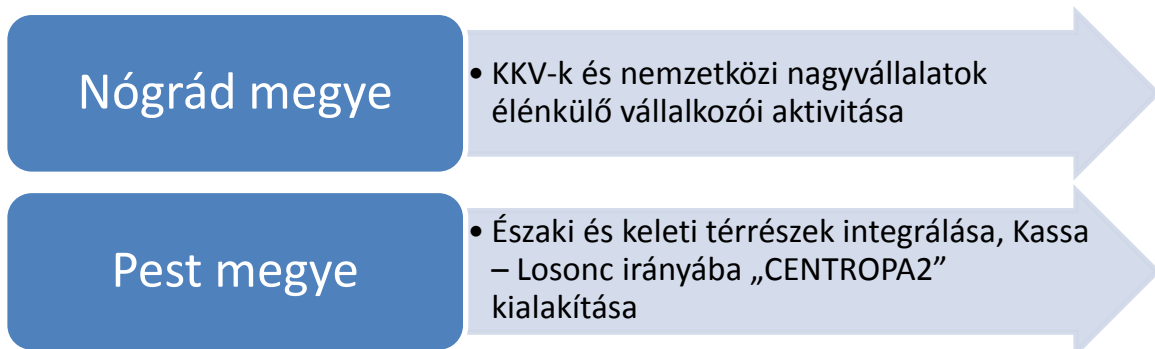 Nógrád megye
• KKV-k és nemzetközi nagyvállalatok
élénkülő vállalkozói aktivitása
Pest megye
• Északi és keleti térrészek integrálása, Kassa
– Losonc irányába „CENTROPA2”
kialakítása